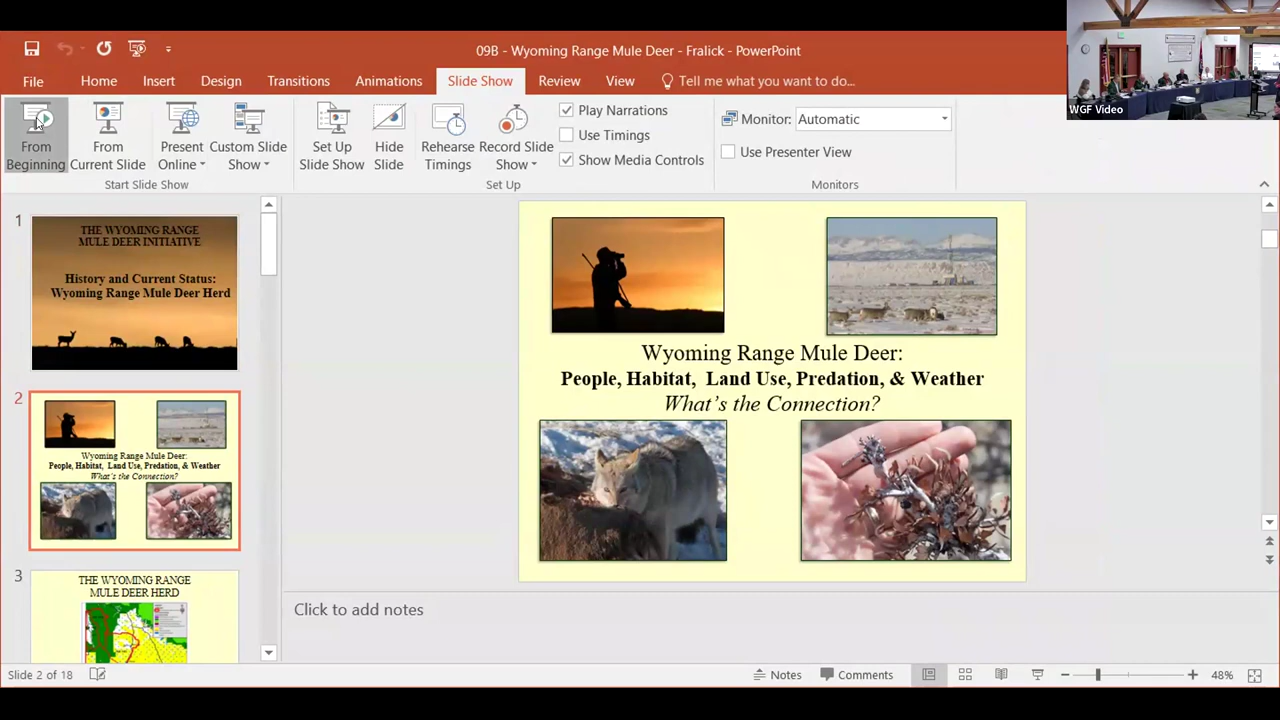 09B - Wyoming Range Mule Deer - Fralick - PowerPoint
WGF Video
File
Home
Insert
Design
Transitions
Animations
Slide Show
Review
View
Tell me what you want to do...
From
Beginning
From
Current Slide
Present
Online
Custom Slide
Show
Start Slide Show
Set Up
Slide Show
Hide
Slide
Rehearse
Timings
Record Slide
Show
Play Narrations
Use Timings
Show Media Controls
Set Up
Monitor:
Automatic
Use Presenter View
Monitors
1
THE WYOMING RANGE
MULE DEER INITIATIVE
History and Current Status:
Wyoming Range Mule Deer Herd
2
Wyoming Range Mule Deer:
People, Habitat, Land Use, Predation, & Weather
What's the Connection?
3
THE WYOMING RANGE
MULE DEER HERD
Wyoming Range Mule Deer:
People, Habitat, Land Use, Predation, & Weather
What's the Connection?
Click to add notes
Slide 2 of 18
Notes
Comments
48%